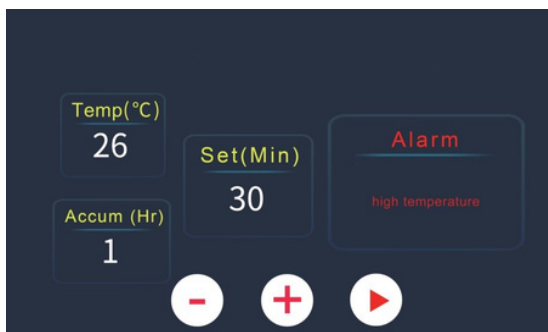 Temp(°C)
26
Set(Min)
30
Alarm
high temperature
Accum (Hr)
1
-
+